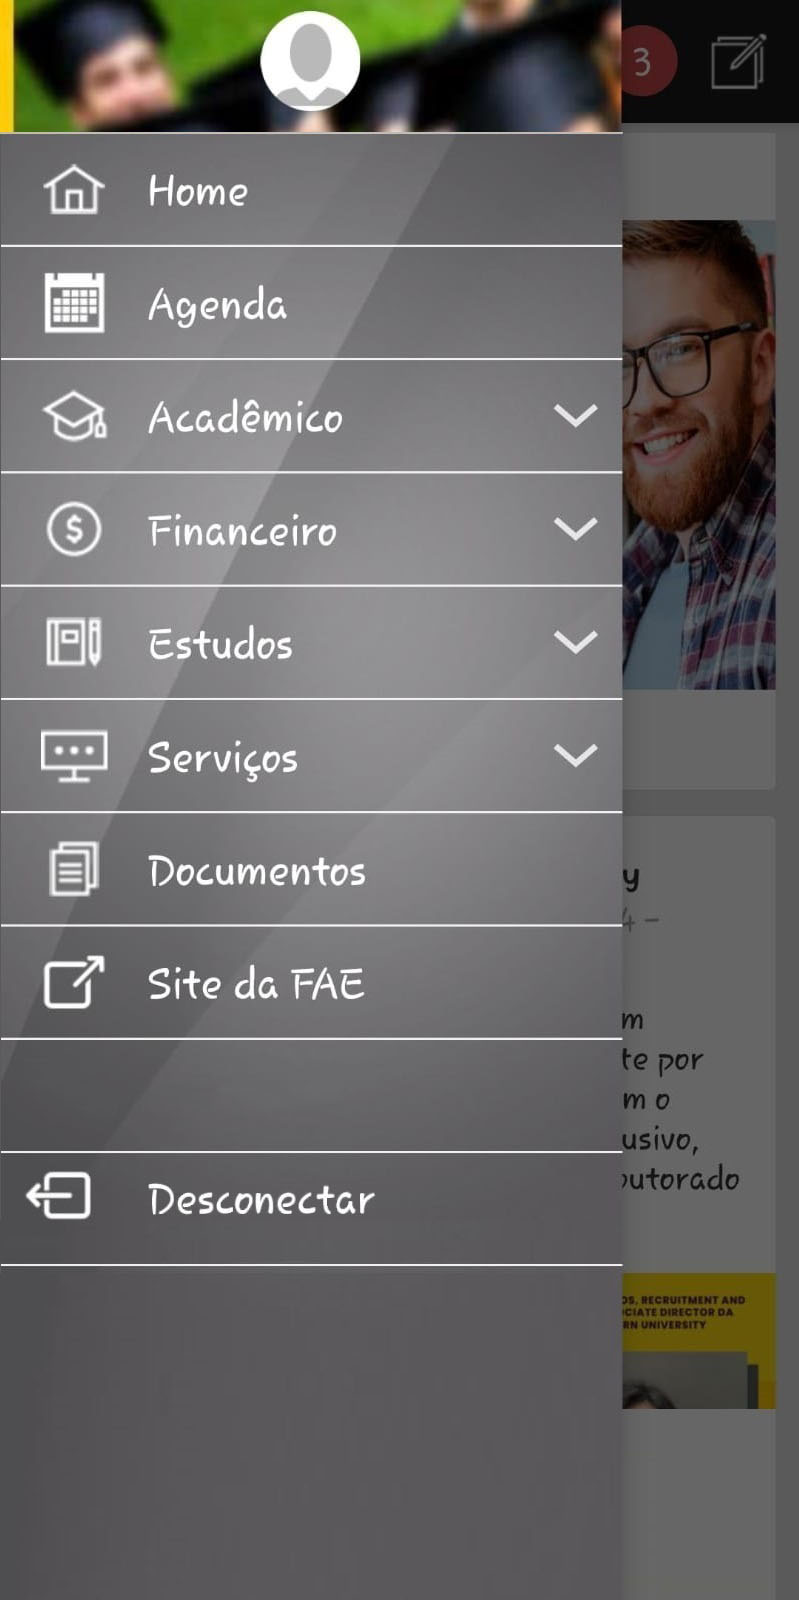 3
Home
Agenda
Acadêmico
Financeiro
Estudos
Serviços
Documentos
Site da FAE
Desconectar
y
4 –
m
te por
m o
usivo,
outorado
OS, RECRUITMENT AND
CIATE DIRECTOR DA
RN UNIVERSITY